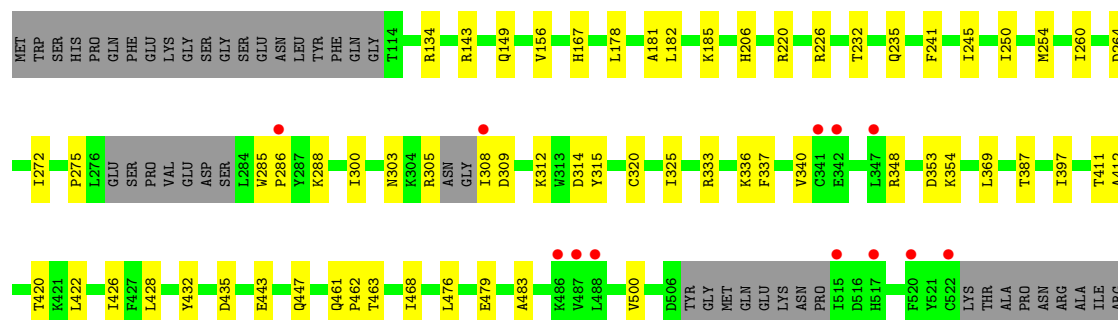 MET TRP SER HIS PRO GLN PHE GLU LYS GLY SER GLY SER GLU ASN LEU TYR PHE GLN GLY T114 R134 R143 Q149 V156 H167 L178 A181 L182 K185 H206 R220 R226 T232 Q235 F241 I245 I250 M254 I260
I272 P275 L276 GLU SER PRO VAL GLU ASP SER L284 W285 P286 Y287 K288 I300 N303 K304 R305 ASN GLY I308 D309 K312 W313 D314 Y315 C320 I325 R333 K336 F337 V340 C341 E342 L347 R348 D353 K354 L369 T387 I397 T411
T420 K421 L422 I426 F427 L428 Y432 D435 E443 Q447 Q461 P462 T463 I468 L476 E479 A483 K486 V487 L488 V500 D506 TYR GLY MET GLN GLU LYS ASN PRO I515 D516 H517 F520 Y521 C522 LYS THR ALA PRO ASN ARG ALA ILE